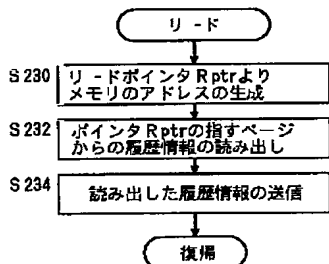 リ－ド
S230
リ－ドポインタRptrより
メモリのアドレスの生成
S232
ポインタRptrの指すページ
からの履歴情報の読み出し
S234
読み出した履歴情報の送信
復帰